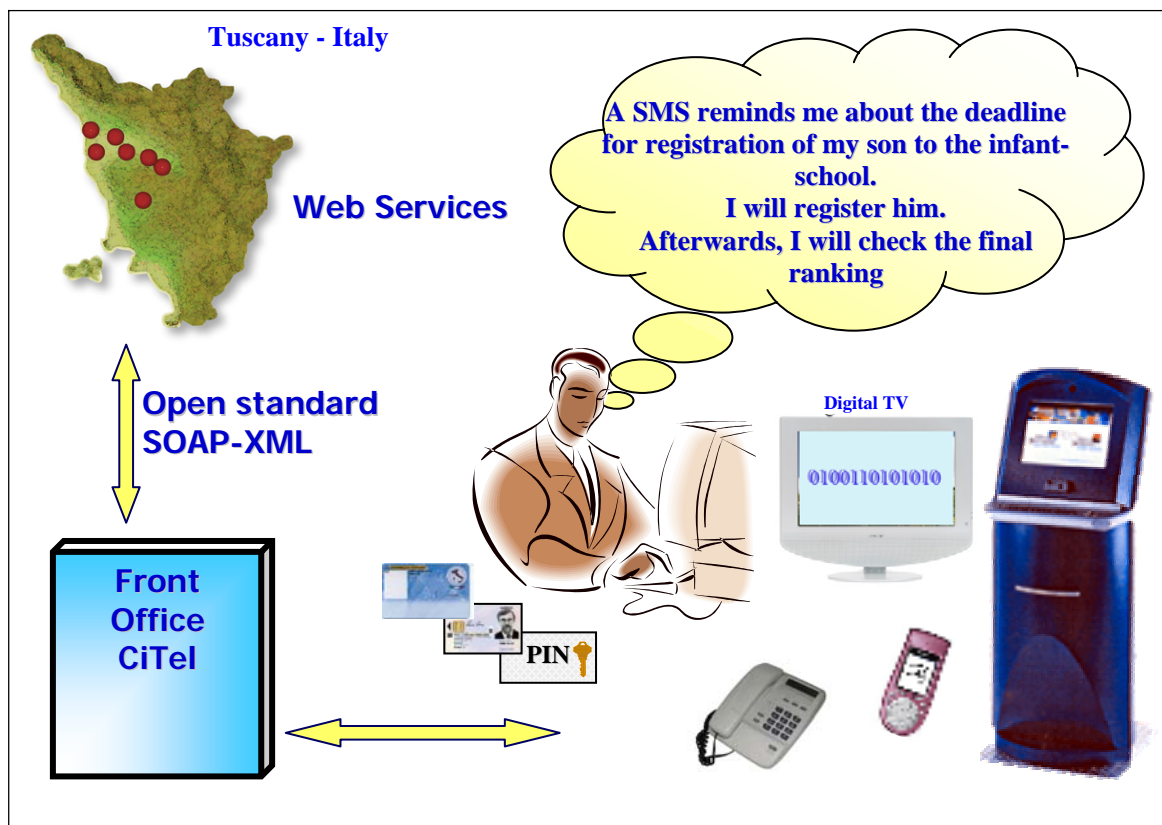 Tuscany - Italy
A SMS reminds me about the deadline
for registration of my son to the infant-
school.
I will register him.
Afterwards, I will check the final
ranking
Web Services
Open standard
SOAP-XML
Digital TV
0100110101010
Front
Office
CiTel
PIN